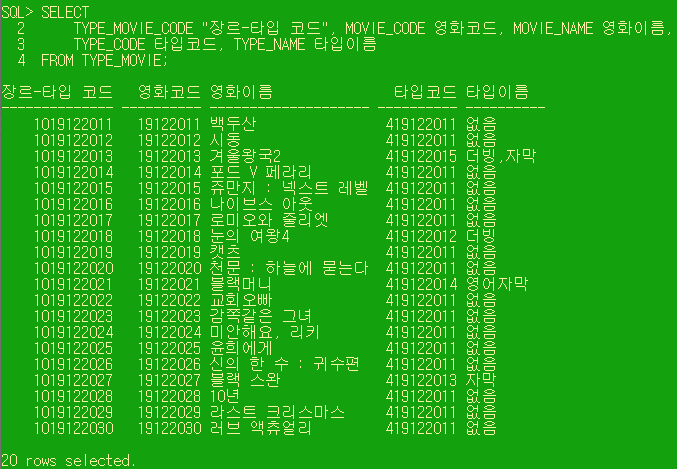 SQL> SELECT
  2      TYPE_MOVIE_CODE "장르-타입 코드", MOVIE_CODE 영화코드, MOVIE_NAME 영화이름,
  3      TYPE_CODE 타입코드, TYPE_NAME 타입이름
  4  FROM TYPE_MOVIE;

장르-타입 코드   영화코드 영화이름               타입코드 타입이름
-------------- ---------- -------------------- ---------- ----------
    1019122011   19122011 백두산                419122011 없음
    1019122012   19122012 시동                  419122011 없음
    1019122013   19122013 겨울왕국2             419122015 더빙,자막
    1019122014   19122014 포드 V 페라리         419122011 없음
    1019122015   19122015 쥬만지 : 넥스트 레벨  419122011 없음
    1019122016   19122016 나이브스 아웃         419122011 없음
    1019122017   19122017 로미오와 줄리엣       419122011 없음
    1019122018   19122018 눈의 여왕4            419122012 더빙
    1019122019   19122019 캣츠                  419122011 없음
    1019122020   19122020 천문 : 하늘에 묻는다  419122011 없음
    1019122021   19122021 블랙머니              419122014 영어자막
    1019122022   19122022 교회오빠              419122011 없음
    1019122023   19122023 감쪽같은 그녀         419122011 없음
    1019122024   19122024 미안해요, 리키        419122011 없음
    1019122025   19122025 윤희에게              419122011 없음
    1019122026   19122026 신의 한 수 : 귀수편   419122011 없음
    1019122027   19122027 블랙 스완             419122013 자막
    1019122028   19122028 10년                  419122011 없음
    1019122029   19122029 라스트 크리스마스     419122011 없음
    1019122030   19122030 러브 액츄얼리         419122011 없음

20 rows selected.